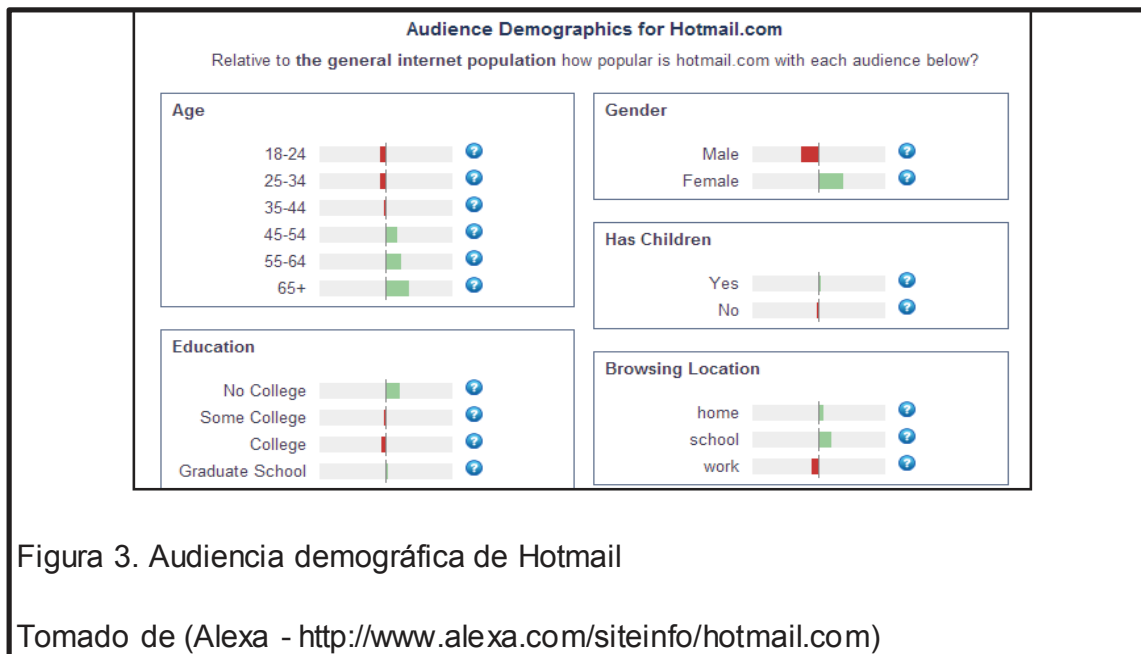 Audience Demographics for Hotmail.com
Relative to the general internet population how popular is hotmail.com with each audience below?
Age
18-24
25-34
35-44
45-54
55-64
65+
Education
No College
Some College
College
Graduate School
Gender
Male
Female
Has Children
Yes
No
Browsing Location
home
school
work
Figura 3. Audiencia demográfica de Hotmail
Tomado de (Alexa - http://www.alexa.com/siteinfo/hotmail.com)